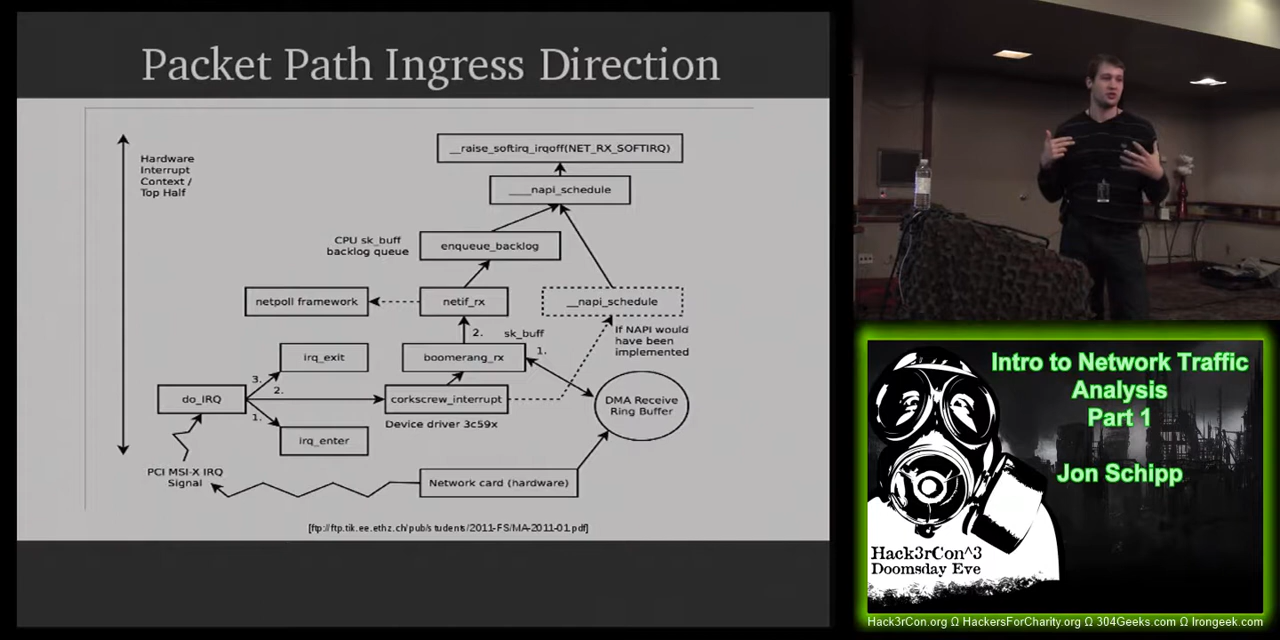 Packet Path Ingress Direction
Hardware
Interrupt
Context /
Top Half
__raise_softirq_irqoff(NET_RX_SOFTIRQ)
____napi_schedule
CPU sk_buff
backlog queue
enqueue_backlog
netpoll framework
netif_rx
__napi_schedule
2.
sk_buff
If NAPI would
have been
implemented
irq_exit
boomerang_rx
1.
3.
2.
do_IRQ
corkscrew_interrupt
DMA Receive
Ring Buffer
1.
Device driver 3c59x
irq_enter
PCI MSI-X IRQ
Signal
Network card (hardware)
[ftp://ftp.tik.ee.ethz.ch/pub/students/2011-FS/MA-2011-01.pdf]
Intro to Network Traffic
Analysis
Part 1
Jon Schipp
Hack3rCon^3
Doomsday Eve
Hack3rCon.org Ω HackersForCharity.org Ω 304Geeks.com Ω Irongeek.com